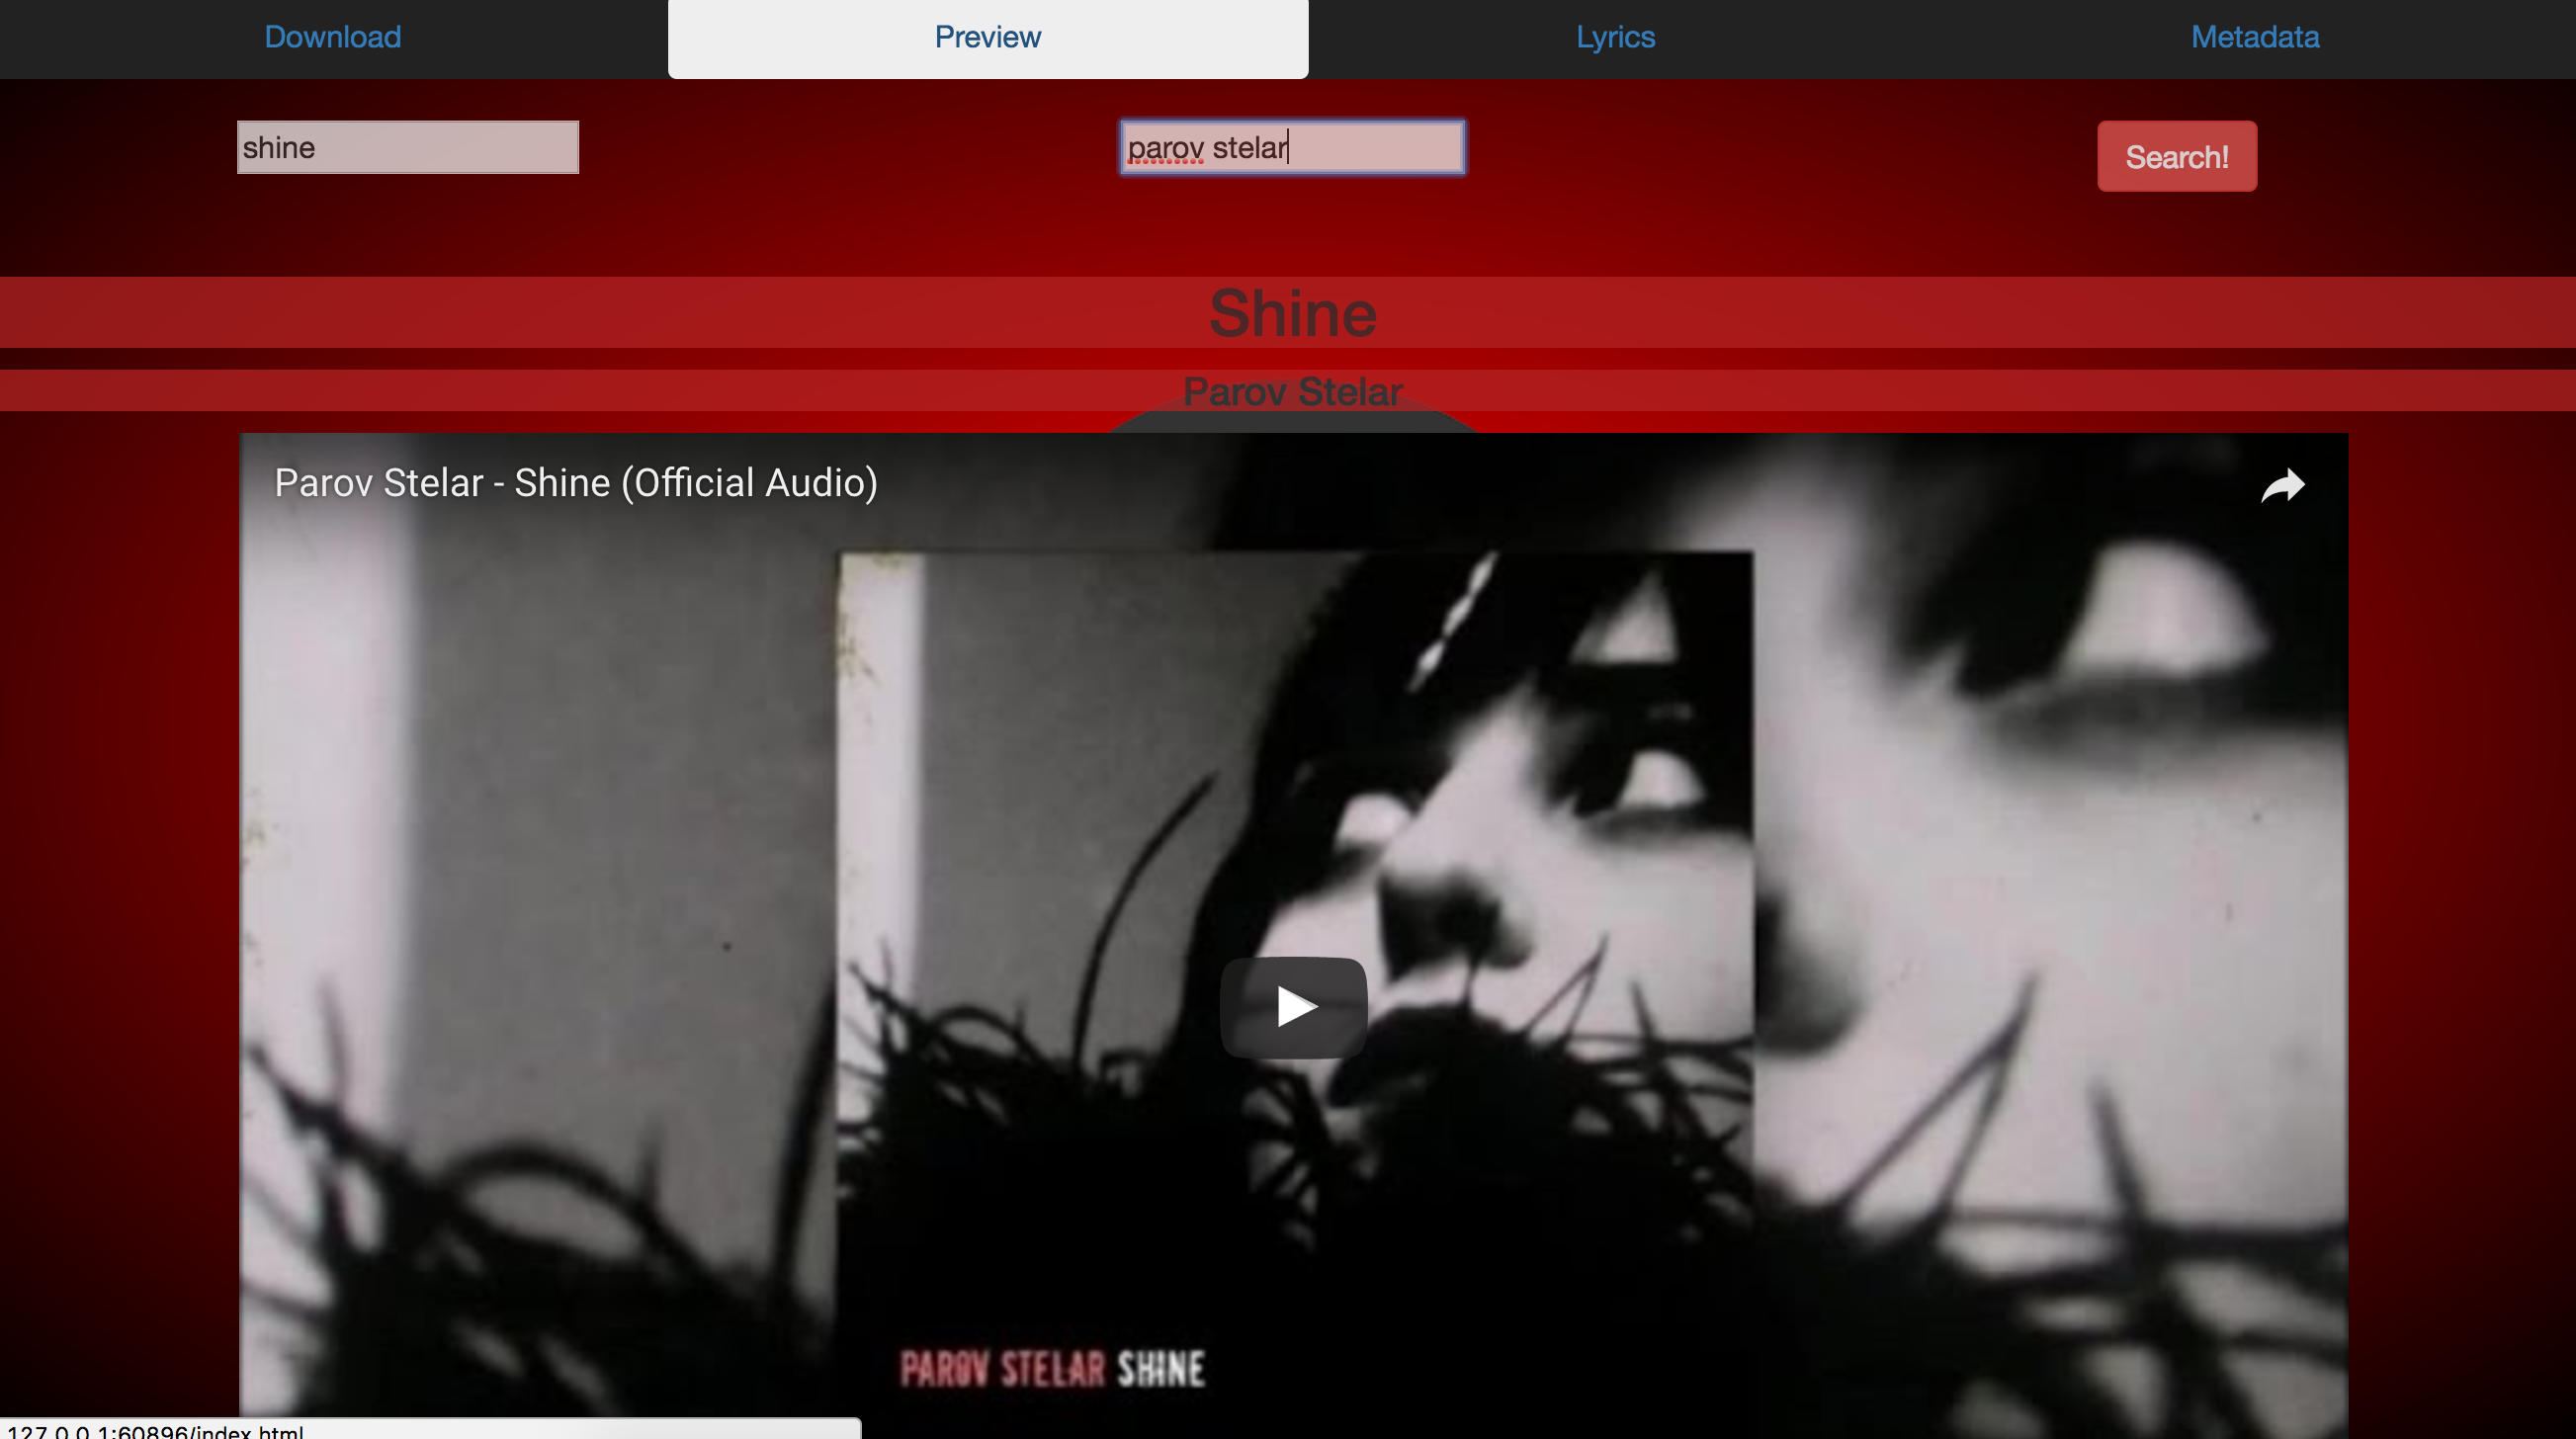 Download Preview Lyrics Metadata
shine parov stelar Search!
Shine
Parov Stelar
Parov Stelar - Shine (Official Audio)
PAROV STELAR SHINE
127.0.0.1:60896/index.html